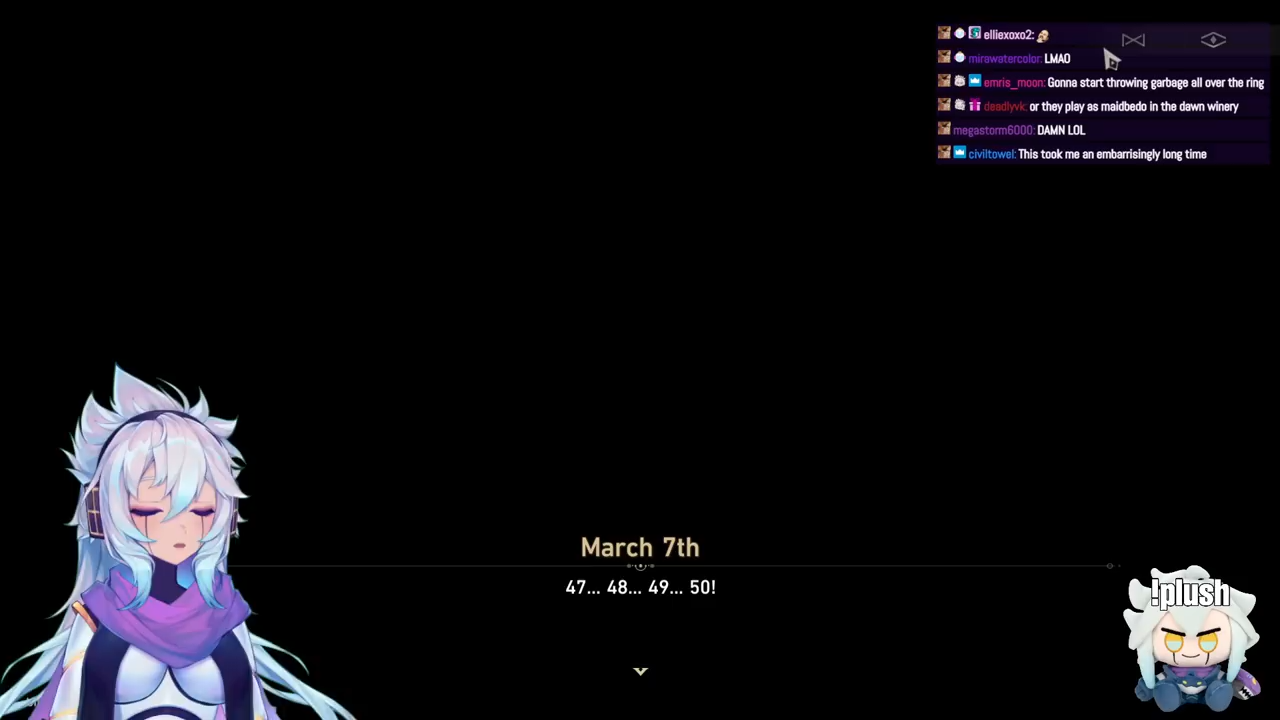 elliexoxo2:
mirawatercolor: LMAO
emris_moon: Gonna start throwing garbage all over the ring
deadlyvk: or they play as maidbedo in the dawn winery
megastorm6000: DAMN LOL
civiltowel: This took me an embarrisingly long time
March 7th
47... 48... 49... 50!
!plush